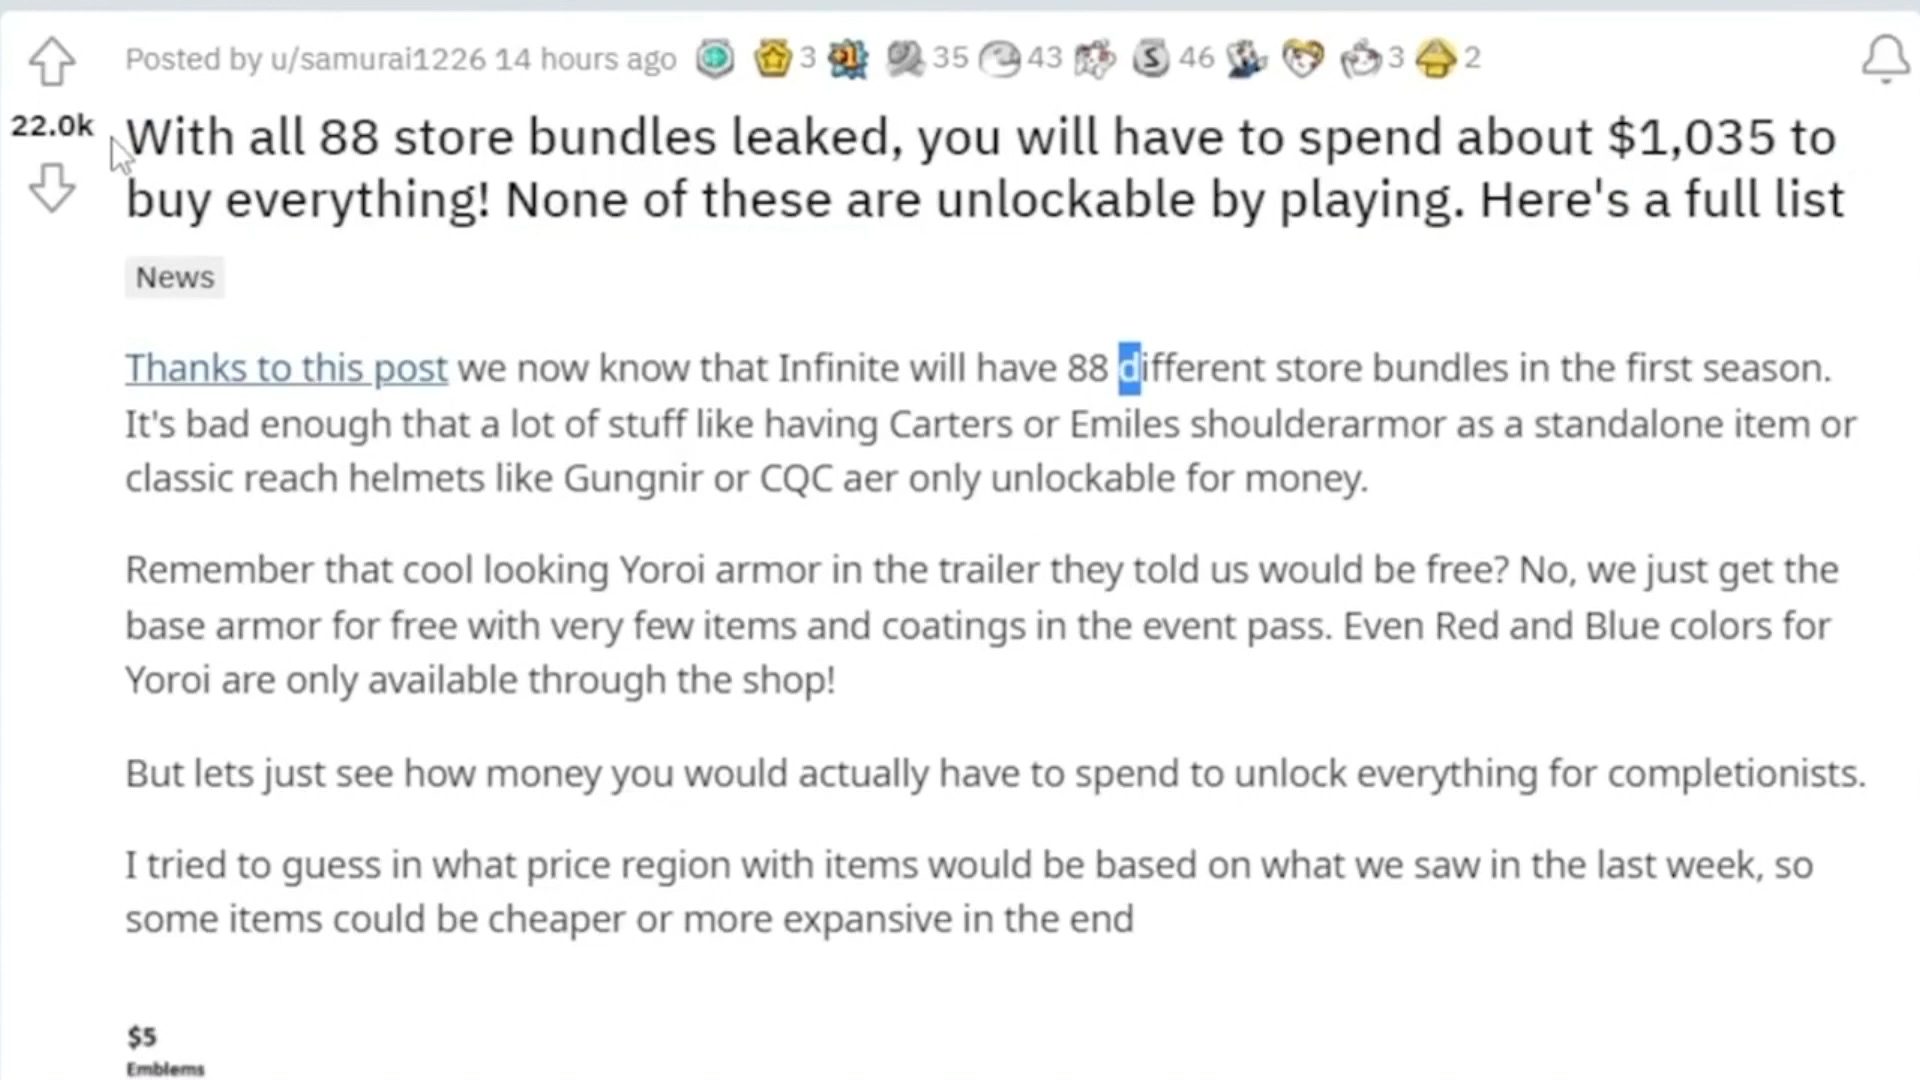 Posted by u/samurai1226 14 hours ago 3 35 43 S 46 3 2
22.0k
With all 88 store bundles leaked, you will have to spend about $1,035 to
buy everything! None of these are unlockable by playing. Here's a full list
News
Thanks to this post we now know that Infinite will have 88 different store bundles in the first season.
It's bad enough that a lot of stuff like having Carters or Emiles shoulderarmor as a standalone item or
classic reach helmets like Gungnir or CQC aer only unlockable for money.
Remember that cool looking Yoroi armor in the trailer they told us would be free? No, we just get the
base armor for free with very few items and coatings in the event pass. Even Red and Blue colors for
Yoroi are only available through the shop!
But lets just see how money you would actually have to spend to unlock everything for completionists.
I tried to guess in what price region with items would be based on what we saw in the last week, so
some items could be cheaper or more expansive in the end
$5
Emblems